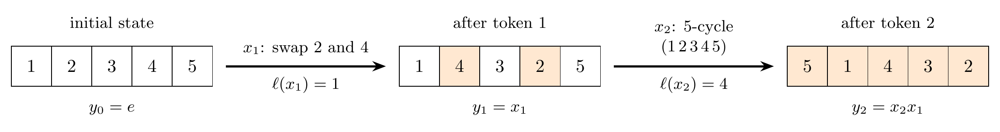 initial state
1 2 3 4 5
y₀ = e
x₁: swap 2 and 4
ℓ(x₁) = 1
after token 1
1 4 3 2 5
y₁ = x₁
x₂: 5-cycle
(1 2 3 4 5)
ℓ(x₂) = 4
after token 2
5 1 4 3 2
y₂ = x₂x₁